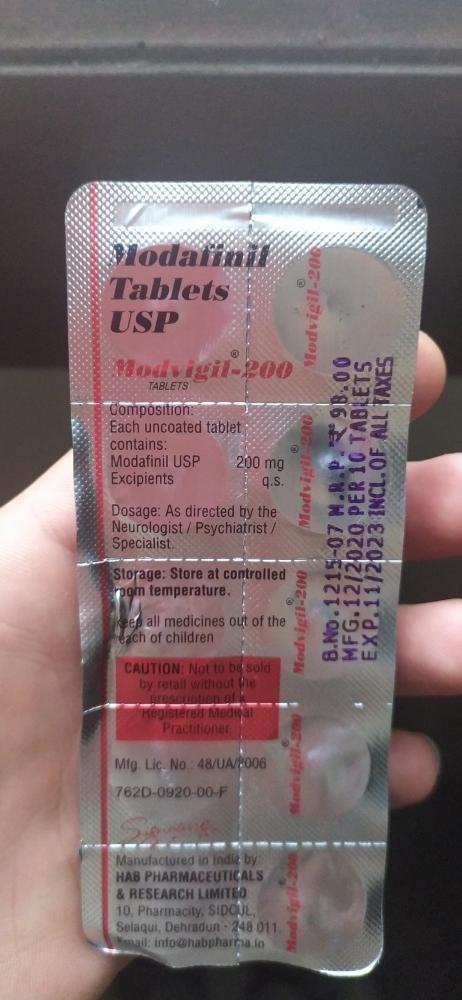 Modafinil
Tablets
USP
Modvigil-200®
TABLETS
Composition:
Each uncoated tablet
contains:
Modafinil USP 200 mg
Excipients q.s.
Dosage: As directed by the
Neurologist / Psychiatrist /
Specialist.
Storage: Store at controlled
room temperature.
keep all medicines out of the
reach of children
CAUTION: Not to be sold
by retail without the
prescription of a
Registered Medical
Practitioner.
Mfg. Lic. No.: 48/UA/2006
762D-0920-00-F
Signature
Manufactured in India by:
HAB PHARMACEUTICALS
& RESEARCH LIMITED
10, Pharmacity, SIDCUL,
Selaqui, Dehradun - 248 011.
Email: info@habpharma.in
Modvigil-200®
Modvigil-200®
Modvigil-200®
Modvigil-200®
Modvigil-200®
B.No.1215-07 M.R.P. ₹ 98.00
MFG.12/2020 PER 10 TABLETS
EXP.11/2023 INCL.OF ALL TAXES